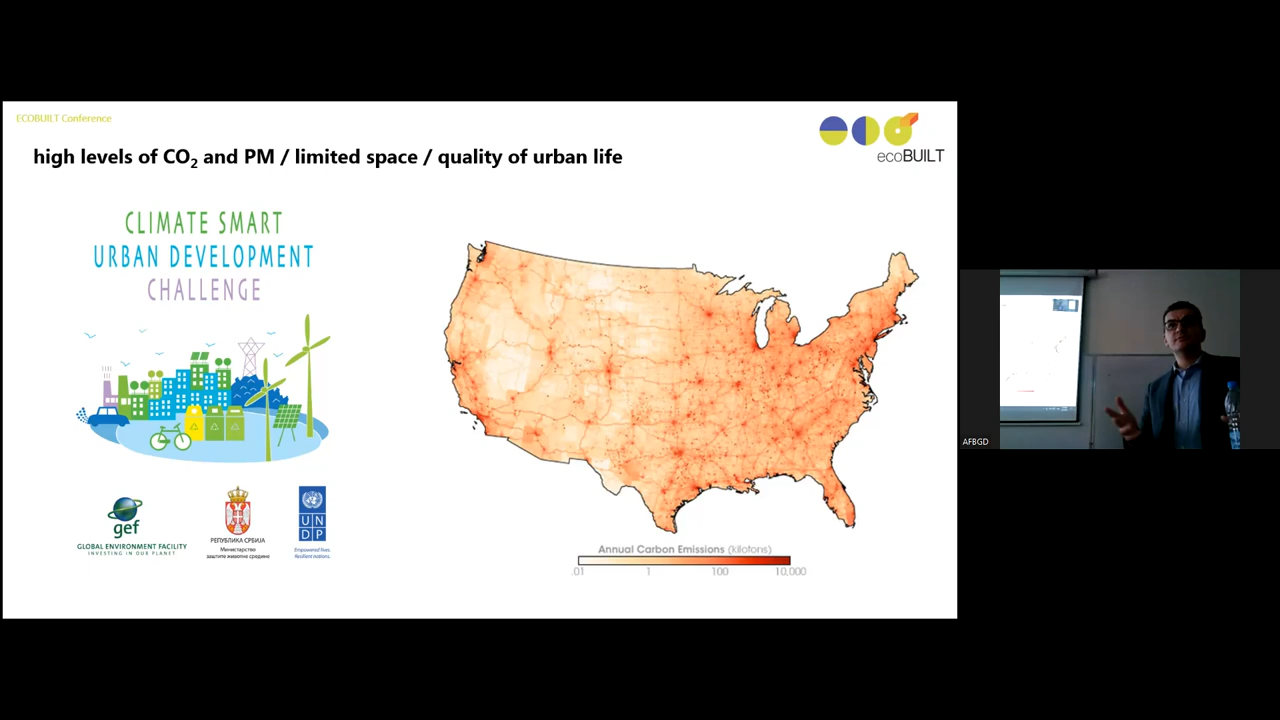 ECOBUILT Conference
ecoBUILT
high levels of CO₂ and PM / limited space / quality of urban life
CLIMATE SMART
URBAN DEVELOPMENT
CHALLENGE
gef
GLOBAL ENVIRONMENT FACILITY
INVESTING IN OUR PLANET
РЕПУБЛИКА СРБИЈА
Министарство
заштите животне средине
U N
D P
Empowered lives.
Resilient nations.
Annual Carbon Emissions (kilotons)
.01 1 100 10,000
AFBGD